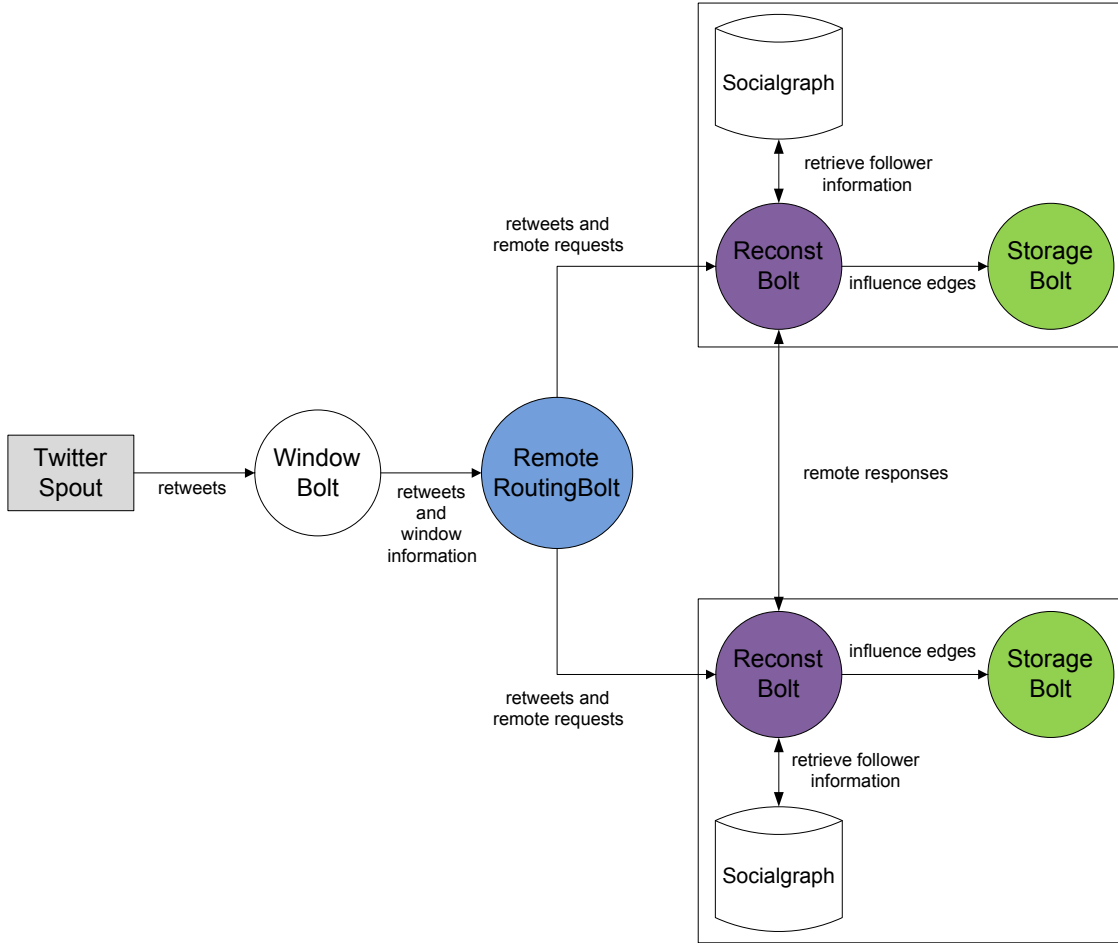 Socialgraph
retrieve follower
information
retweets and
remote requests
Reconst
Bolt
influence edges
Storage
Bolt
Twitter
Spout
retweets
Window
Bolt
retweets
and
window
information
Remote
RoutingBolt
remote responses
retweets and
remote requests
Reconst
Bolt
influence edges
Storage
Bolt
retrieve follower
information
Socialgraph